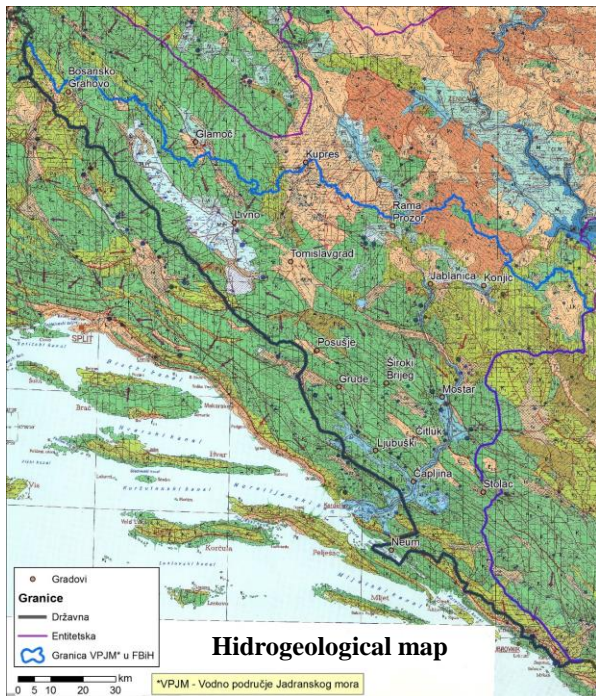 Bosansko
Grahovo
Glamoč
Kupres
Livno
Rama
Prozor
Tomislavgrad
Jablanica
Konjic
Posušje
Široki
Brijeg
Grude
Mostar
SPLIT
Čitluk
Ljubuški
Čapljina
Stolac
Neum
Brač
Hvar
Vis
Korčula
Pelješac
Mljet
Gradovi
Granice
Državna
Entitetska
Granica VPJM* u FBiH
km
0 5 10 20 30
Hidrogeological map
*VPJM - Vodno područje Jadranskog mora